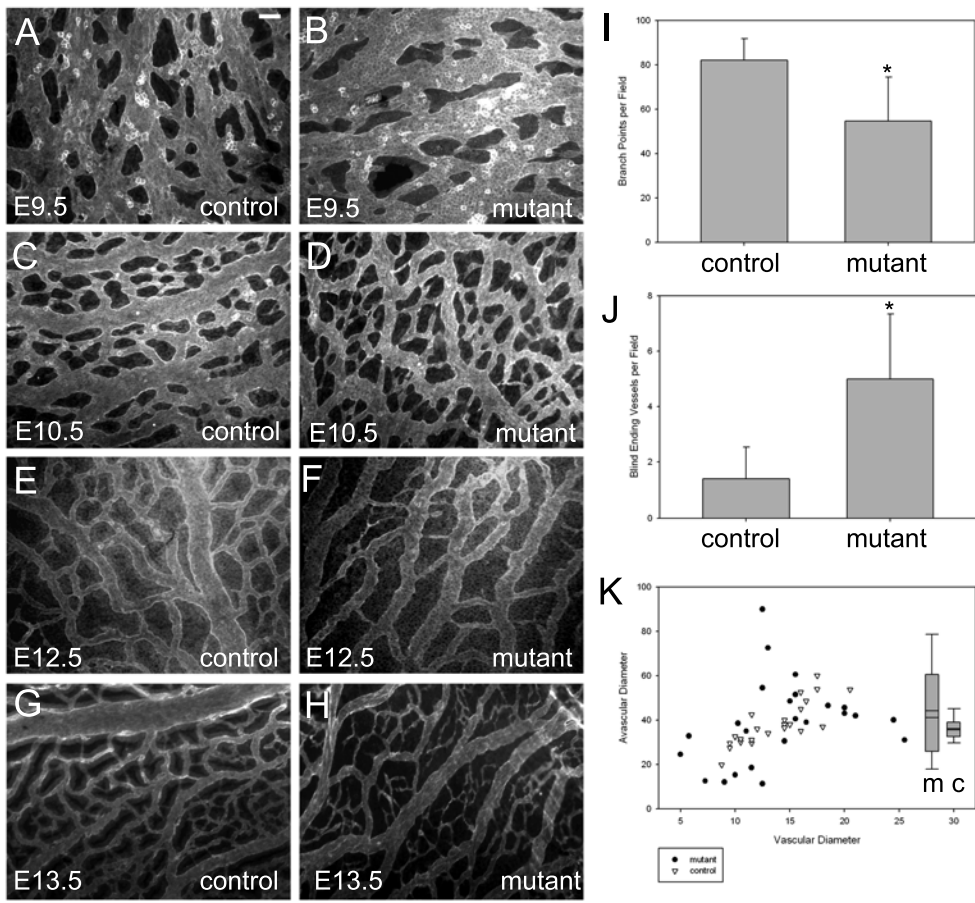 A
E9.5 control
B
E9.5 mutant
C
E10.5 control
D
E10.5 mutant
E
E12.5 control
F
E12.5 mutant
G
E13.5 control
H
E13.5 mutant
I
100
80
60
40
20
0
Branch Points per Field
*
control mutant
J
8
6
4
2
0
Blind Ending Vessels per Field
*
control mutant
K
100
80
60
40
20
0
Avascular Diameter
m c
5 10 15 20 25 30
Vascular Diameter
mutant
control